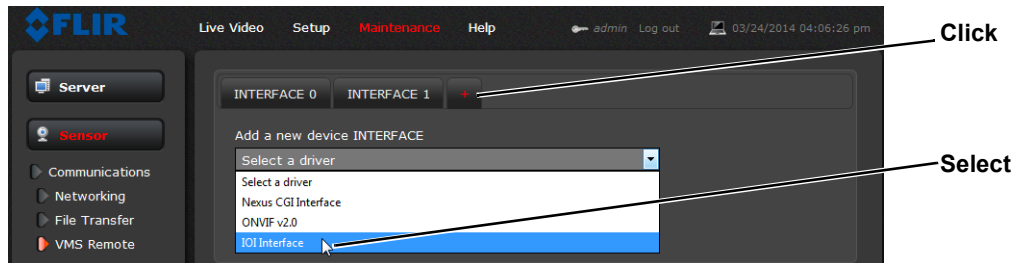 FLIR Live Video Setup Maintenance Help admin Log out 03/24/2014 04:06:26 pm
Click
Server
INTERFACE 0 INTERFACE 1 +
Sensor
Add a new device INTERFACE
Select a driver
Select
Communications
Select a driver
Networking
Nexus CGI Interface
File Transfer
ONVIF v2.0
VMS Remote
IOI Interface